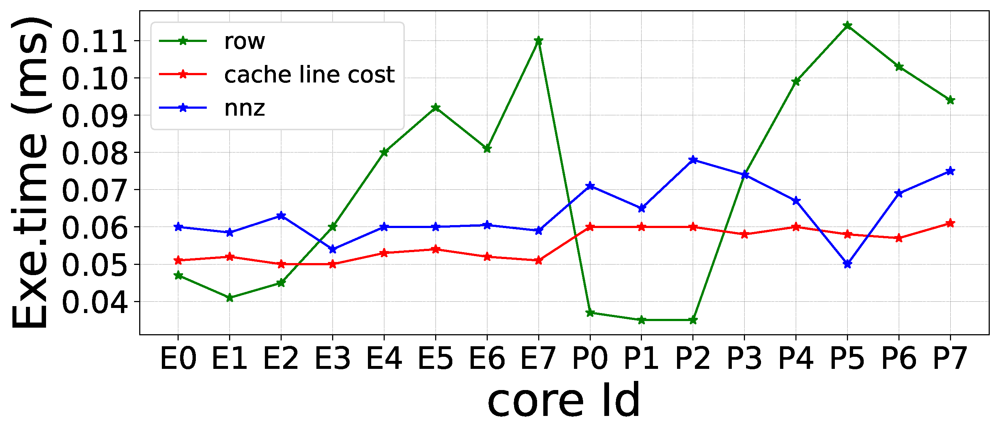 Exe.time (ms)
0.11
0.10
0.09
0.08
0.07
0.06
0.05
0.04
row
cache line cost
nnz
E0 E1 E2 E3 E4 E5 E6 E7 P0 P1 P2 P3 P4 P5 P6 P7
core Id